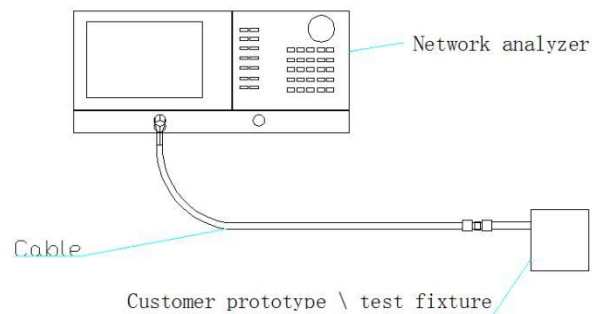 Network analyzer
Cable
Customer prototype \ test fixture